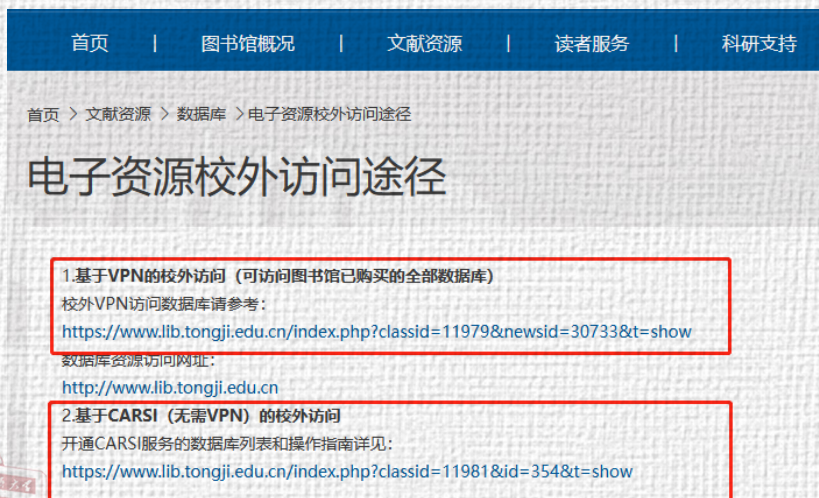 首页 | 图书馆概况 | 文献资源 | 读者服务 | 科研支持
首页 > 文献资源 > 数据库 > 电子资源校外访问途径
电子资源校外访问途径
1.基于VPN的校外访问（可访问图书馆已购买的全部数据库）
校外VPN访问数据库请参考：
https://www.lib.tongji.edu.cn/index.php?classid=11979&newsid=30733&t=show
数据库资源访问网址：
http://www.lib.tongji.edu.cn
2.基于CARSI（无需VPN）的校外访问
开通CARSI服务的数据库列表和操作指南详见：
https://www.lib.tongji.edu.cn/index.php?classid=11981&id=354&t=show